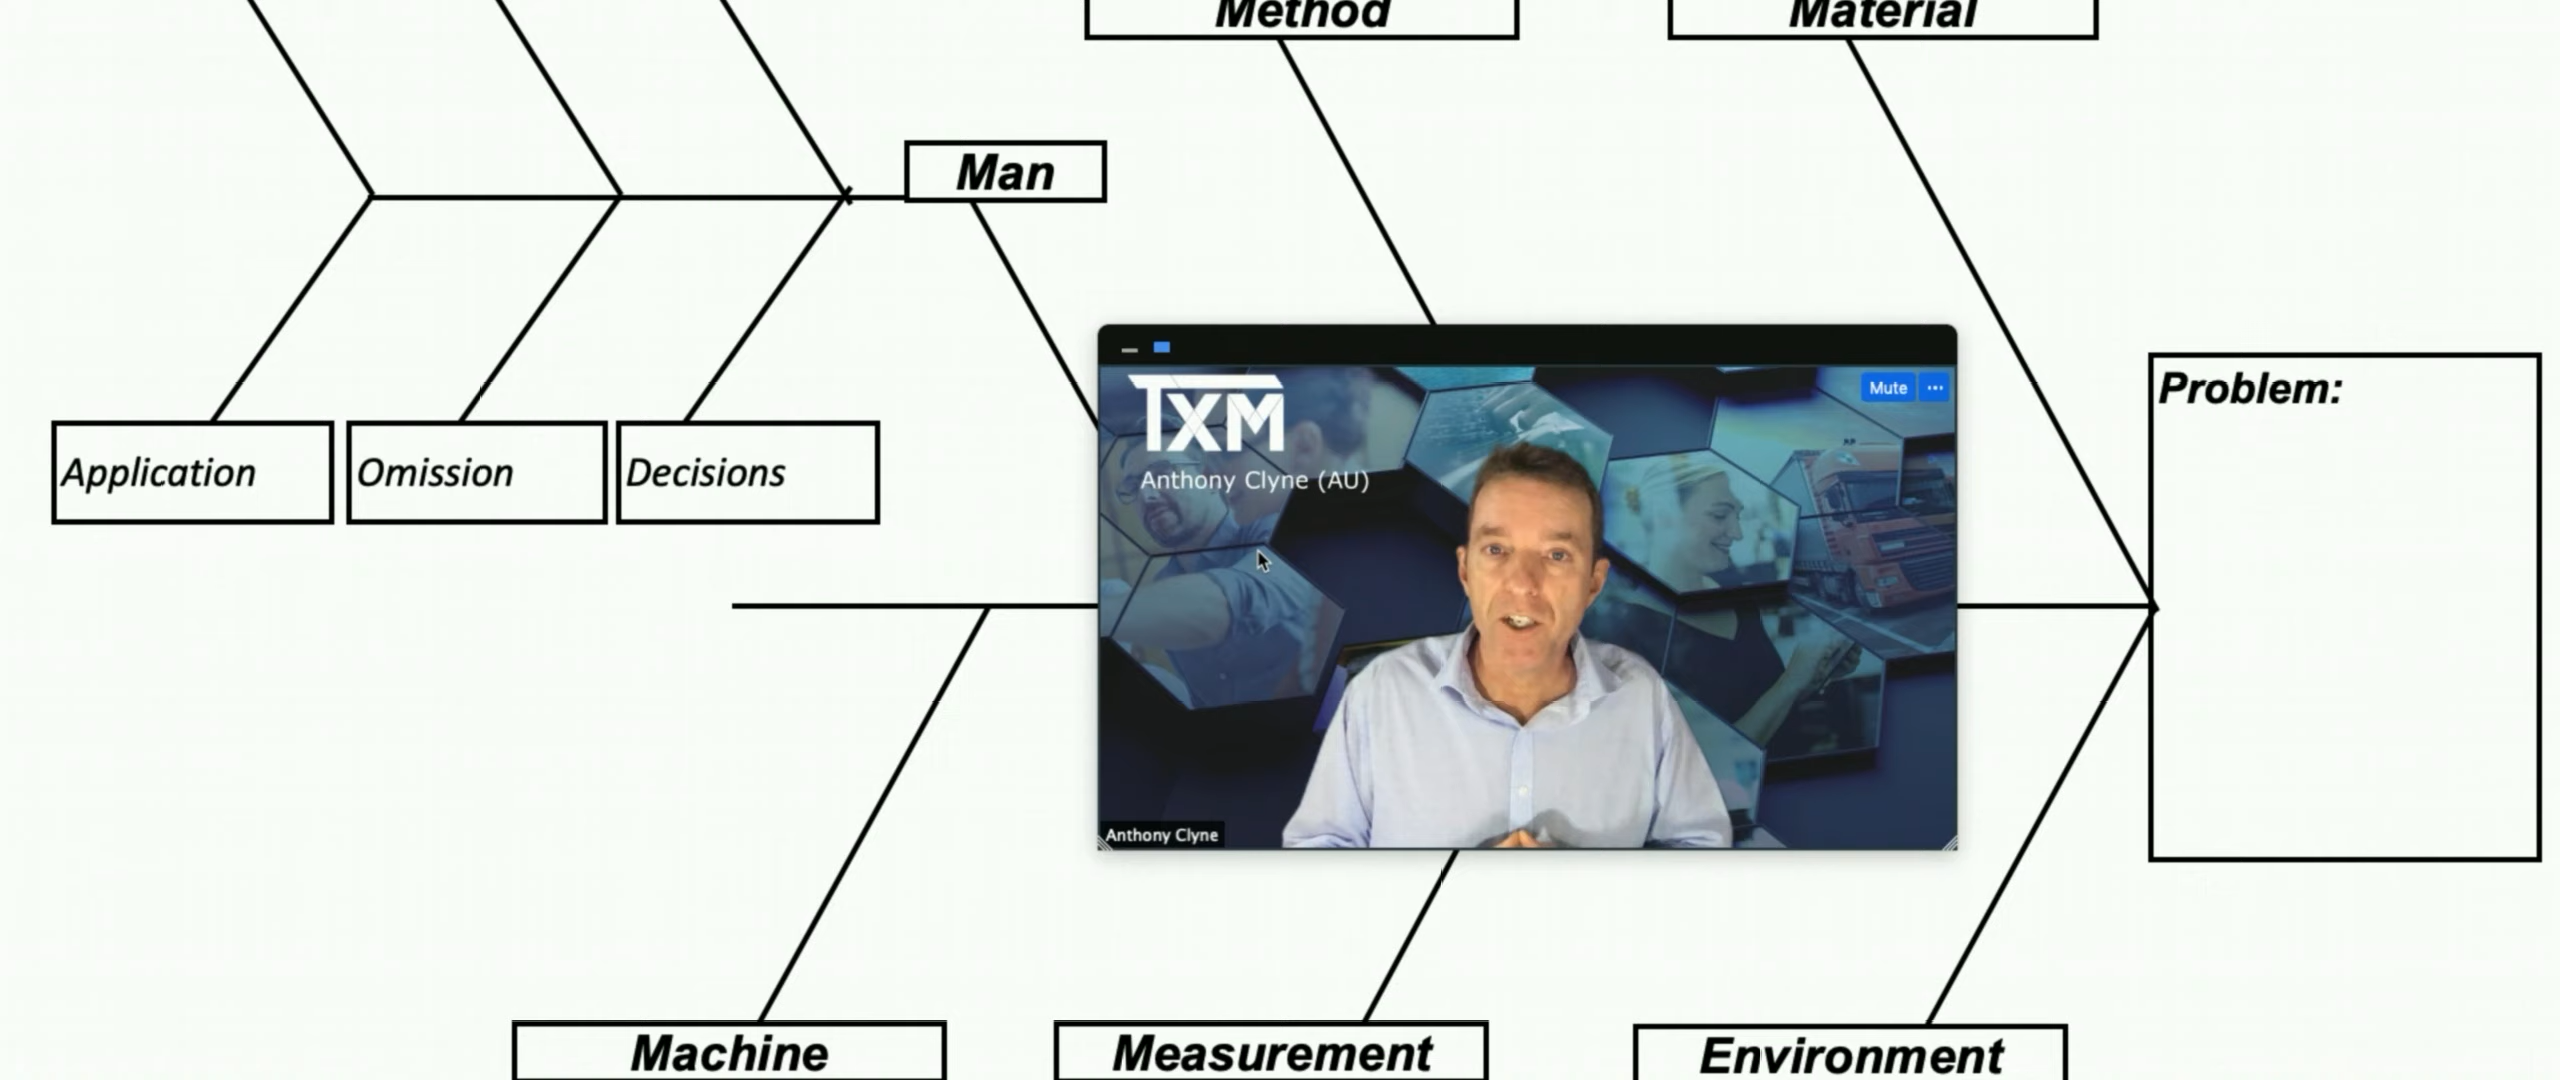 Method
Material
Man
Problem:
Mute
TXM
Anthony Clyne (AU)
Application
Omission
Decisions
Anthony Clyne
Machine
Measurement
Environment